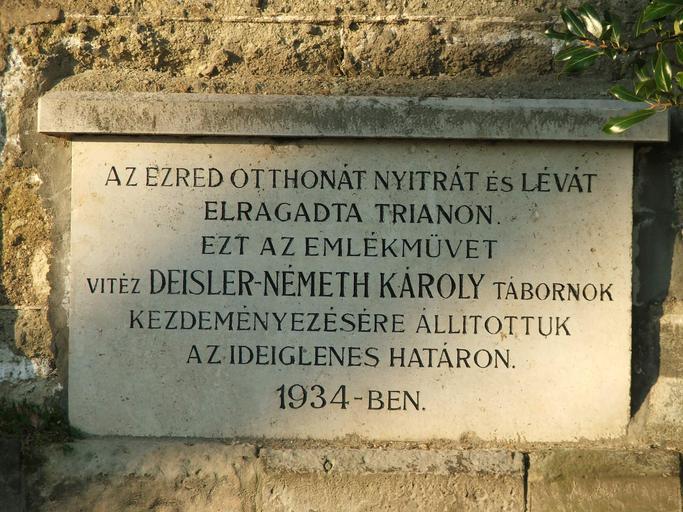 AZ EZRED OTTHONÁT NYITRÁT ÉS LÉVÁT
ELRAGADTA TRIANON.
EZT AZ EMLÉKMŰVET
VITÉZ DEISLER-NÉMETH KÁROLY TÁBORNOK
KEZDEMÉNYEZÉSÉRE ÁLLITOTTUK
AZ IDEIGLENES HATÁRON.
1934-BEN.